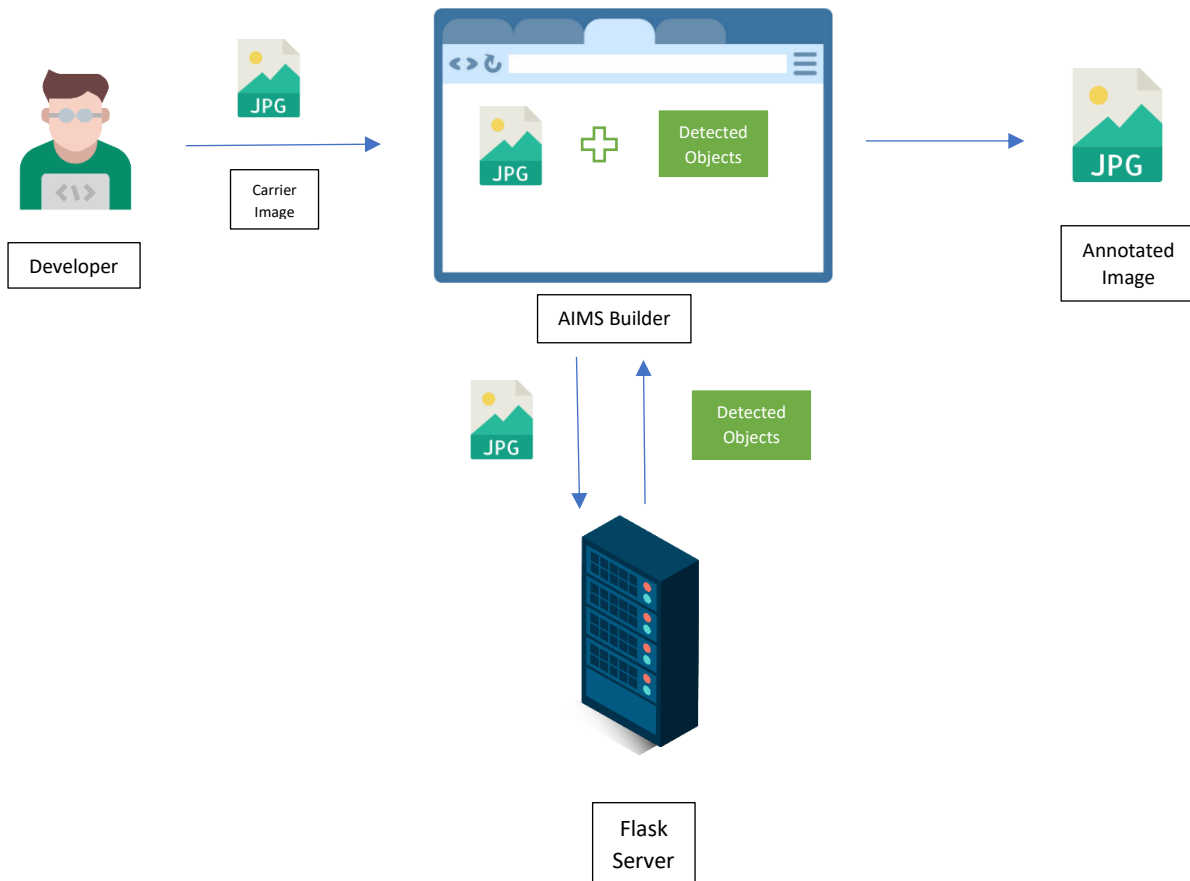 JPG
Carrier
Image
Developer
JPG
Detected
Objects
AIMS Builder
JPG
Annotated
Image
JPG
Detected
Objects
Flask
Server